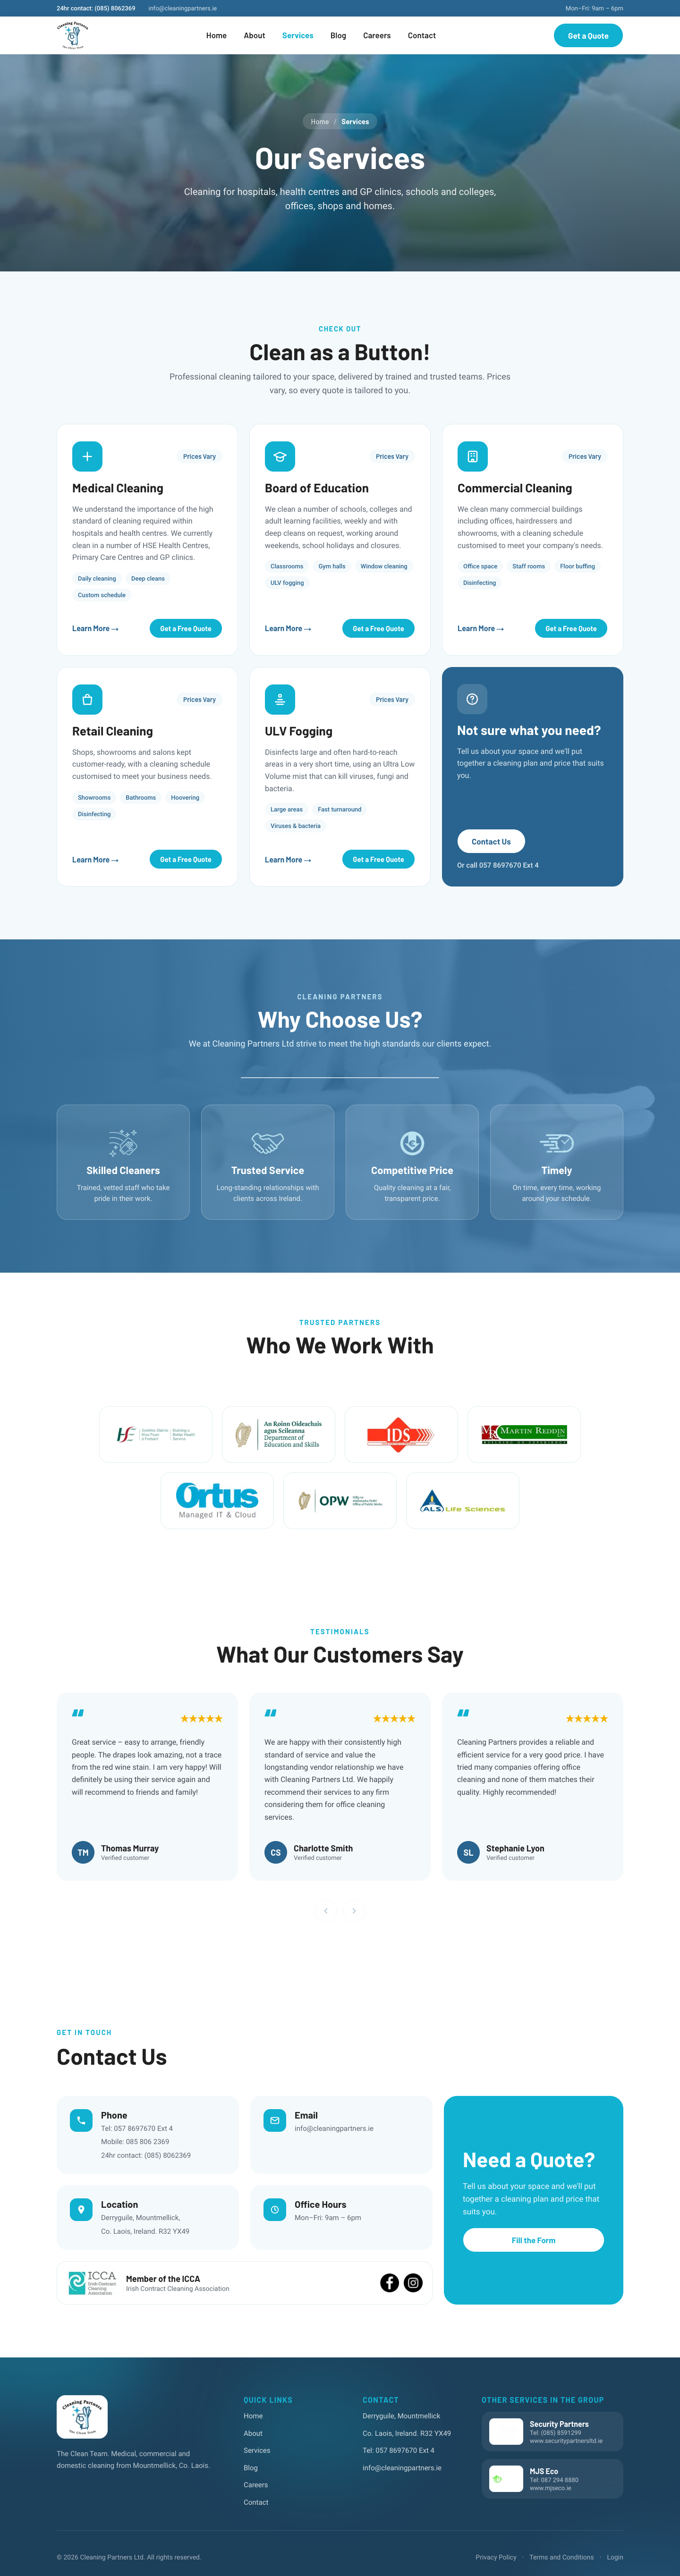 24hr contact: (085) 8062369
info@cleaningpartners.ie
Mon–Fri: 9am – 6pm
Cleaning Partners
The Clean Team
Home
About
Services
Blog
Careers
Contact
Get a Quote
Home / Services
Our Services
Cleaning for hospitals, health centres and GP clinics, schools and colleges,
offices, shops and homes.
CHECK OUT
Clean as a Button!
Professional cleaning tailored to your space, delivered by trained and trusted teams. Prices
vary, so every quote is tailored to you.
Prices Vary
Medical Cleaning
We understand the importance of the high
standard of cleaning required within
hospitals and health centres. We currently
clean in a number of HSE Health Centres,
Primary Care Centres and GP clinics.
Daily cleaning
Deep cleans
Custom schedule
Learn More →
Get a Free Quote
Prices Vary
Board of Education
We clean a number of schools, colleges and
adult learning facilities, weekly and with
deep cleans on request, working around
weekends, school holidays and closures.
Classrooms
Gym halls
Window cleaning
ULV fogging
Learn More →
Get a Free Quote
Prices Vary
Commercial Cleaning
We clean many commercial buildings
including offices, hairdressers and
showrooms, with a cleaning schedule
customised to meet your company's needs.
Office space
Staff rooms
Floor buffing
Disinfecting
Learn More →
Get a Free Quote
Prices Vary
Retail Cleaning
Shops, showrooms and salons kept
customer-ready, with a cleaning schedule
customised to meet your business needs.
Showrooms
Bathrooms
Hoovering
Disinfecting
Learn More →
Get a Free Quote
Prices Vary
ULV Fogging
Disinfects large and often hard-to-reach
areas in a very short time, using an Ultra Low
Volume mist that can kill viruses, fungi and
bacteria.
Large areas
Fast turnaround
Viruses & bacteria
Learn More →
Get a Free Quote
Not sure what you need?
Tell us about your space and we'll put
together a cleaning plan and price that suits
you.
Contact Us
Or call 057 8697670 Ext 4
CLEANING PARTNERS
Why Choose Us?
We at Cleaning Partners Ltd strive to meet the high standards our clients expect.
Skilled Cleaners
Trained, vetted staff who take
pride in their work.
Trusted Service
Long-standing relationships with
clients across Ireland.
Competitive Price
Quality cleaning at a fair,
transparent price.
Timely
On time, every time, working
around your schedule.
TRUSTED PARTNERS
Who We Work With
An Roinn Oideachais
agus Scileanna
Department of
Education and Skills
IDS
MR
MARTIN REDDIN
BUILDING ON EXPERIENCE
Ortus
Managed IT & Cloud
OPW
ALS Life Sciences
TESTIMONIALS
What Our Customers Say
Great service – easy to arrange, friendly
people. The drapes look amazing, not a trace
from the red wine stain. I am very happy! Will
definitely be using their service again and
will recommend to friends and family!
TM
Thomas Murray
Verified customer
We are happy with their consistently high
standard of service and value the
longstanding vendor relationship we have
with Cleaning Partners Ltd. We happily
recommend their services to any firm
considering them for office cleaning
services.
CS
Charlotte Smith
Verified customer
Cleaning Partners provides a reliable and
efficient service for a very good price. I have
tried many companies offering office
cleaning and none of them matches their
quality. Highly recommended!
SL
Stephanie Lyon
Verified customer
GET IN TOUCH
Contact Us
Phone
Tel: 057 8697670 Ext 4
Mobile: 085 806 2369
24hr contact: (085) 8062369
Email
info@cleaningpartners.ie
Location
Derryguile, Mountmellick,
Co. Laois, Ireland. R32 YX49
Office Hours
Mon–Fri: 9am – 6pm
ICCA
Irish Contract
Cleaning
Association
Member of the ICCA
Irish Contract Cleaning Association
Need a Quote?
Tell us about your space and we'll put
together a cleaning plan and price that
suits you.
Fill the Form
Cleaning Partners
The Clean Team
The Clean Team. Medical, commercial and
domestic cleaning from Mountmellick, Co. Laois.
QUICK LINKS
Home
About
Services
Blog
Careers
Contact
CONTACT
Derryguile, Mountmellick
Co. Laois, Ireland. R32 YX49
Tel: 057 8697670 Ext 4
info@cleaningpartners.ie
OTHER SERVICES IN THE GROUP
Security Partners
Tel: (085) 8591299
www.securitypartnersltd.ie
MJS Eco
Tel: 087 294 8880
www.mjseco.ie
© 2026 Cleaning Partners Ltd. All rights reserved.
Privacy Policy · Terms and Conditions · Login